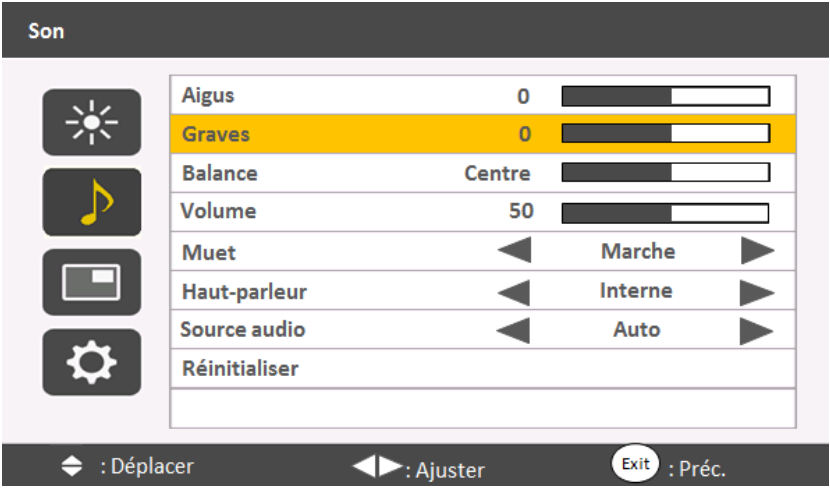 Son
Aigus 0
Graves 0
Balance Centre
Volume 50
Muet Marche
Haut-parleur Interne
Source audio Auto
Réinitialiser
: Déplacer : Ajuster Exit : Préc.